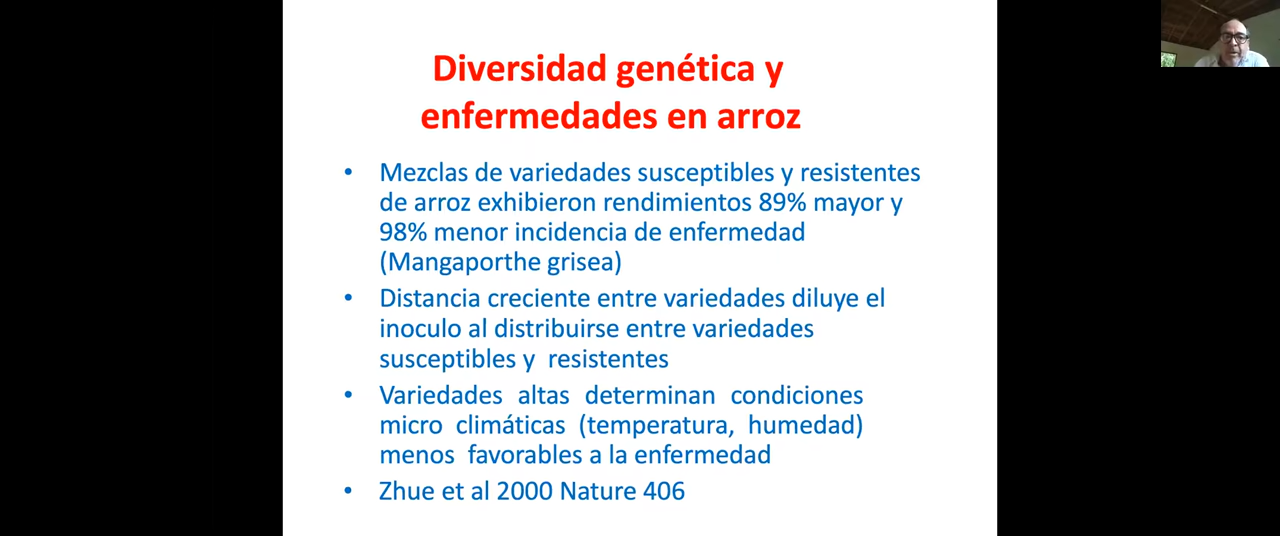 Diversidad genética y
enfermedades en arroz
• Mezclas de variedades susceptibles y resistentes
de arroz exhibieron rendimientos 89% mayor y
98% menor incidencia de enfermedad
(Mangaporthe grisea)
• Distancia creciente entre variedades diluye el
inoculo al distribuirse entre variedades
susceptibles y resistentes
• Variedades altas determinan condiciones
micro climáticas (temperatura, humedad)
menos favorables a la enfermedad
• Zhue et al 2000 Nature 406